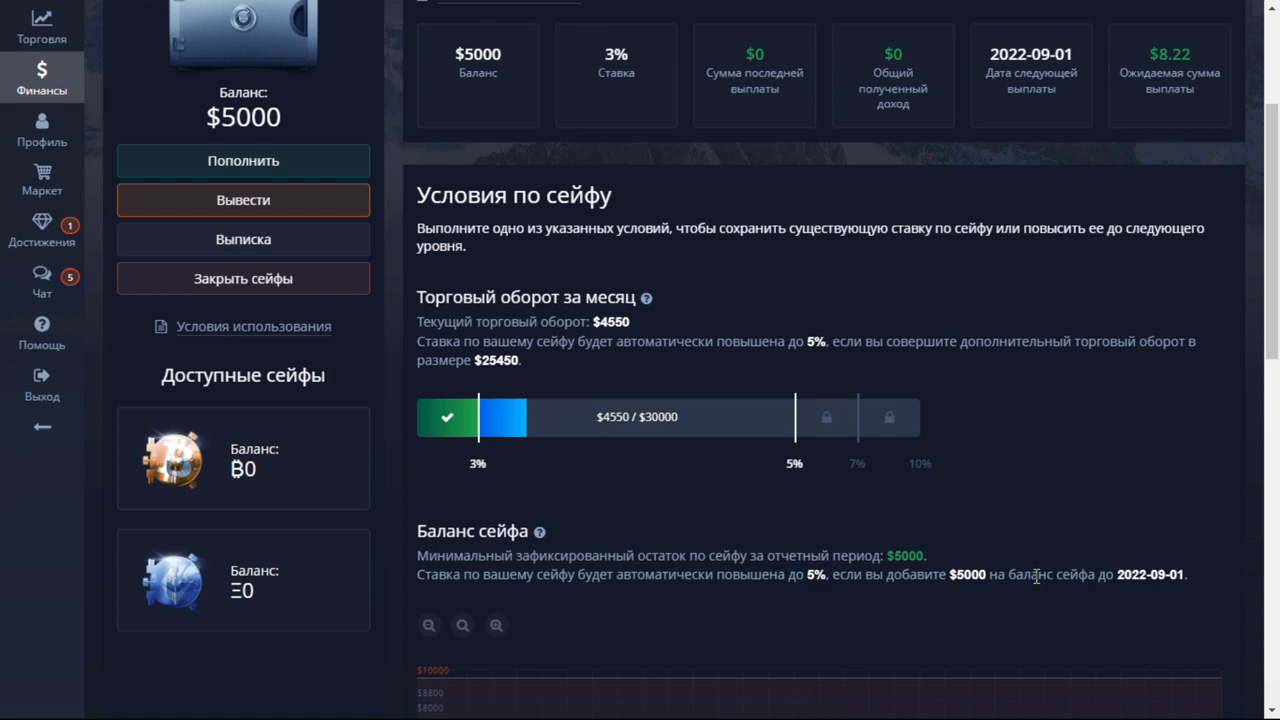 Торговля
Финансы
Профиль
Маркет
Достижения
1
Чат
5
Помощь
Выход
Баланс:
$5000
Пополнить
Вывести
Выписка
Закрыть сейфы
Условия использования
Доступные сейфы
Баланс:
₿0
Баланс:
Ξ0
$5000
Баланс
3%
Ставка
$0
Сумма последней
выплаты
$0
Общий
полученный
доход
2022-09-01
Дата следующей
выплаты
$8.22
Ожидаемая сумма
выплаты
Условия по сейфу
Выполните одно из указанных условий, чтобы сохранить существующую ставку по сейфу или повысить ее до следующего
уровня.
Торговый оборот за месяц ?
Текущий торговый оборот: $4550
Ставка по вашему сейфу будет автоматически повышена до 5%, если вы совершите дополнительный торговый оборот в
размере $25450.
$4550 / $30000
3% 5% 7% 10%
Баланс сейфа ?
Минимальный зафиксированный остаток по сейфу за отчетный период: $5000.
Ставка по вашему сейфу будет автоматически повышена до 5%, если вы добавите $5000 на баланс сейфа до 2022-09-01.
$10000
$8000